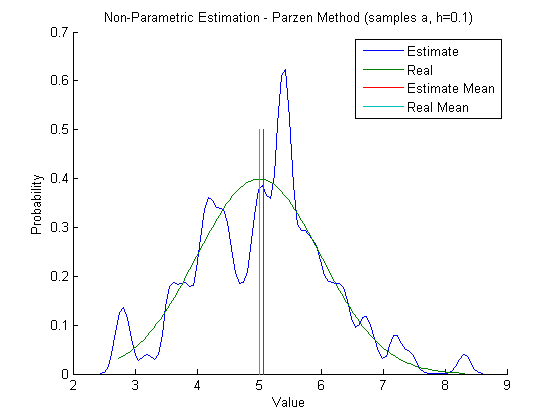 Non-Parametric Estimation - Parzen Method (samples a, h=0.1)
0.7
0.6
0.5
0.4
0.3
0.2
0.1
0
Probability
Estimate
Real
Estimate Mean
Real Mean
2 3 4 5 6 7 8 9
Value